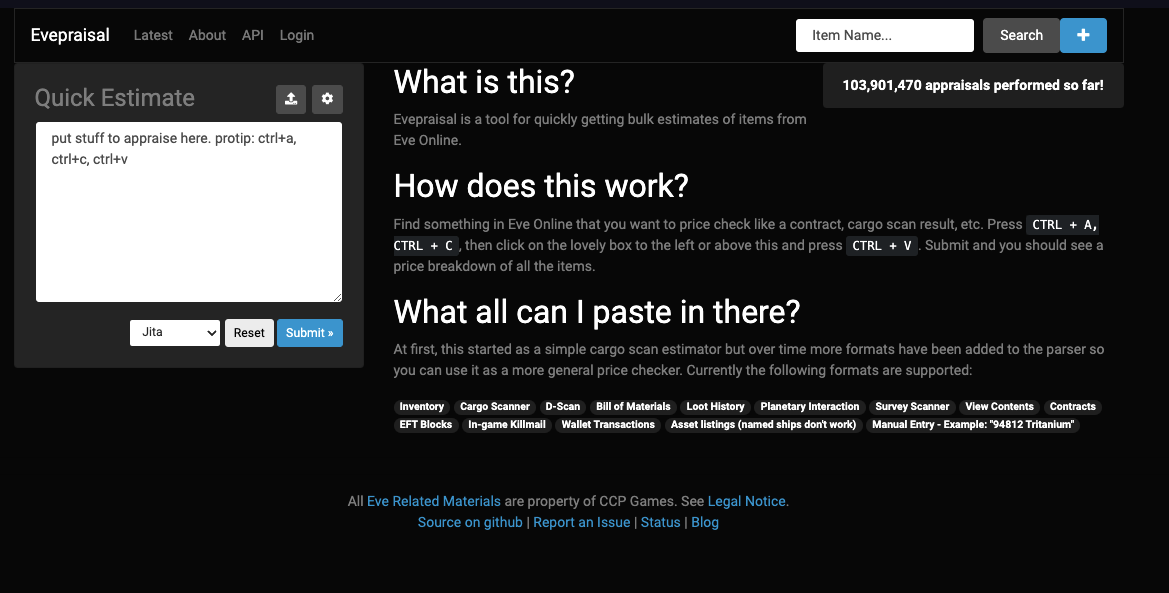 Evepraisal Latest About API Login Item Name... Search +
Quick Estimate
put stuff to appraise here. protip: ctrl+a,
ctrl+c, ctrl+v
Jita Reset Submit »
What is this?
103,901,470 appraisals performed so far!
Evepraisal is a tool for quickly getting bulk estimates of items from
Eve Online.
How does this work?
Find something in Eve Online that you want to price check like a contract, cargo scan result, etc. Press CTRL + A,
CTRL + C , then click on the lovely box to the left or above this and press CTRL + V . Submit and you should see a
price breakdown of all the items.
What all can I paste in there?
At first, this started as a simple cargo scan estimator but over time more formats have been added to the parser so
you can use it as a more general price checker. Currently the following formats are supported:
Inventory Cargo Scanner D-Scan Bill of Materials Loot History Planetary Interaction Survey Scanner View Contents Contracts
EFT Blocks In-game Killmail Wallet Transactions Asset listings (named ships don't work) Manual Entry - Example: "94812 Tritanium"
All Eve Related Materials are property of CCP Games. See Legal Notice.
Source on github | Report an Issue | Status | Blog